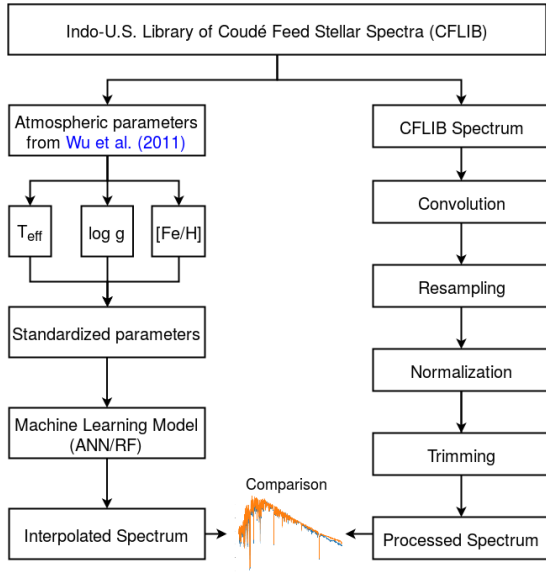 Indo-U.S. Library of Coudé Feed Stellar Spectra (CFLIB)
Atmospheric parameters
from Wu et al. (2011)
T_eff
log g
[Fe/H]
Standardized parameters
Machine Learning Model
(ANN/RF)
Interpolated Spectrum
CFLIB Spectrum
Convolution
Resampling
Normalization
Trimming
Processed Spectrum
Comparison